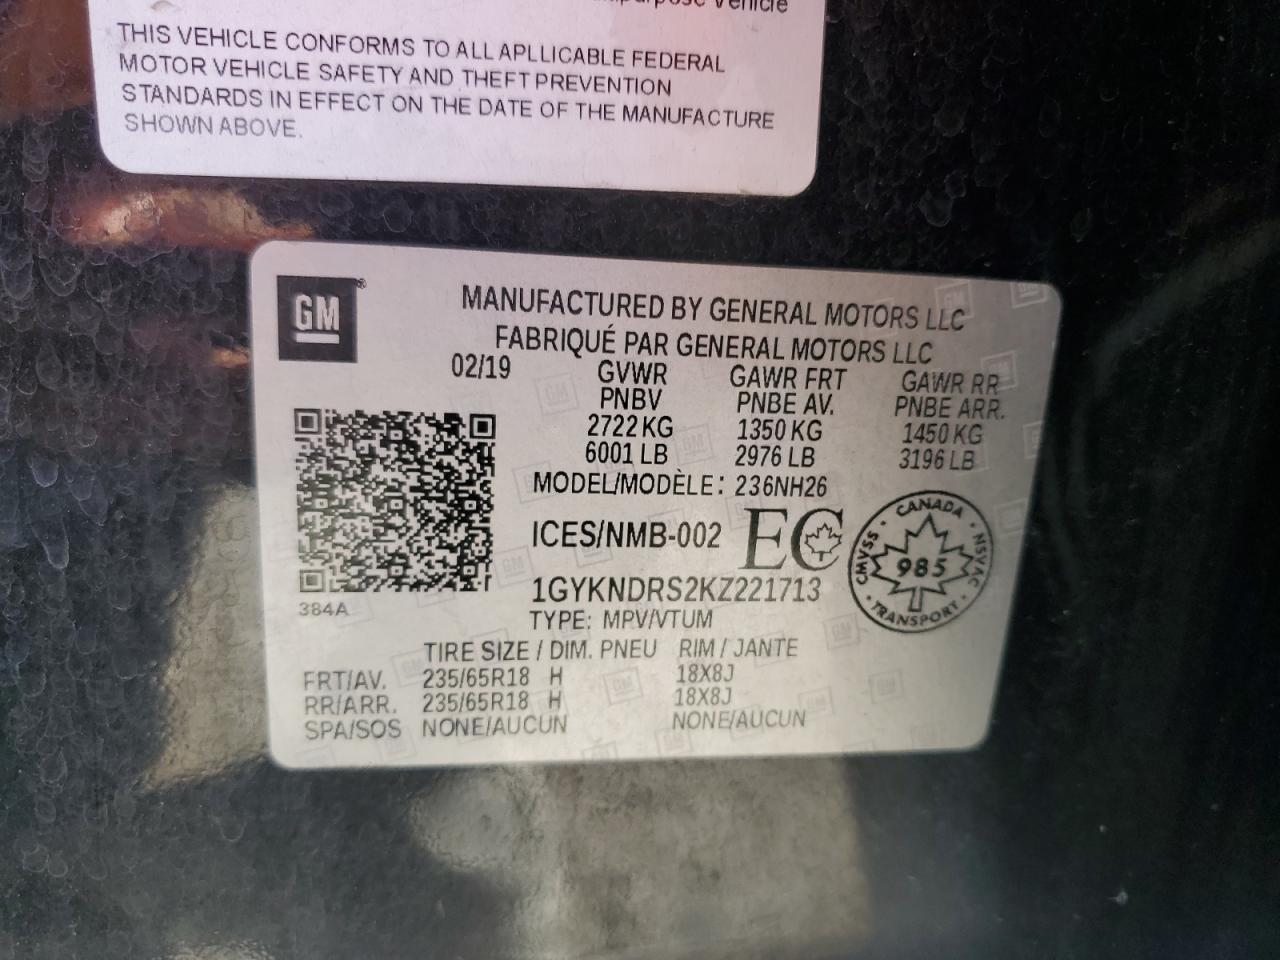 Vehicle
THIS VEHICLE CONFORMS TO ALL APLLICABLE FEDERAL
MOTOR VEHICLE SAFETY AND THEFT PREVENTION
STANDARDS IN EFFECT ON THE DATE OF THE MANUFACTURE
SHOWN ABOVE.
GM
MANUFACTURED BY GENERAL MOTORS LLC
FABRIQUÉ PAR GENERAL MOTORS LLC
02/19 GVWR GAWR FRT GAWR RR
PNBV PNBE AV. PNBE ARR.
2722 KG 1350 KG 1450 KG
6001 LB 2976 LB 3196 LB
MODEL/MODÈLE: 236NH26
ICES/NMB-002 EC
CANADA
CMVSS 985 NSVAC
TRANSPORT
1GYKNDRS2KZ221713
384A
TYPE: MPV/VTUM
TIRE SIZE / DIM. PNEU RIM / JANTE
FRT/AV. 235/65R18 H 18X8J
RR/ARR. 235/65R18 H 18X8J
SPA/SOS NONE/AUCUN NONE/AUCUN